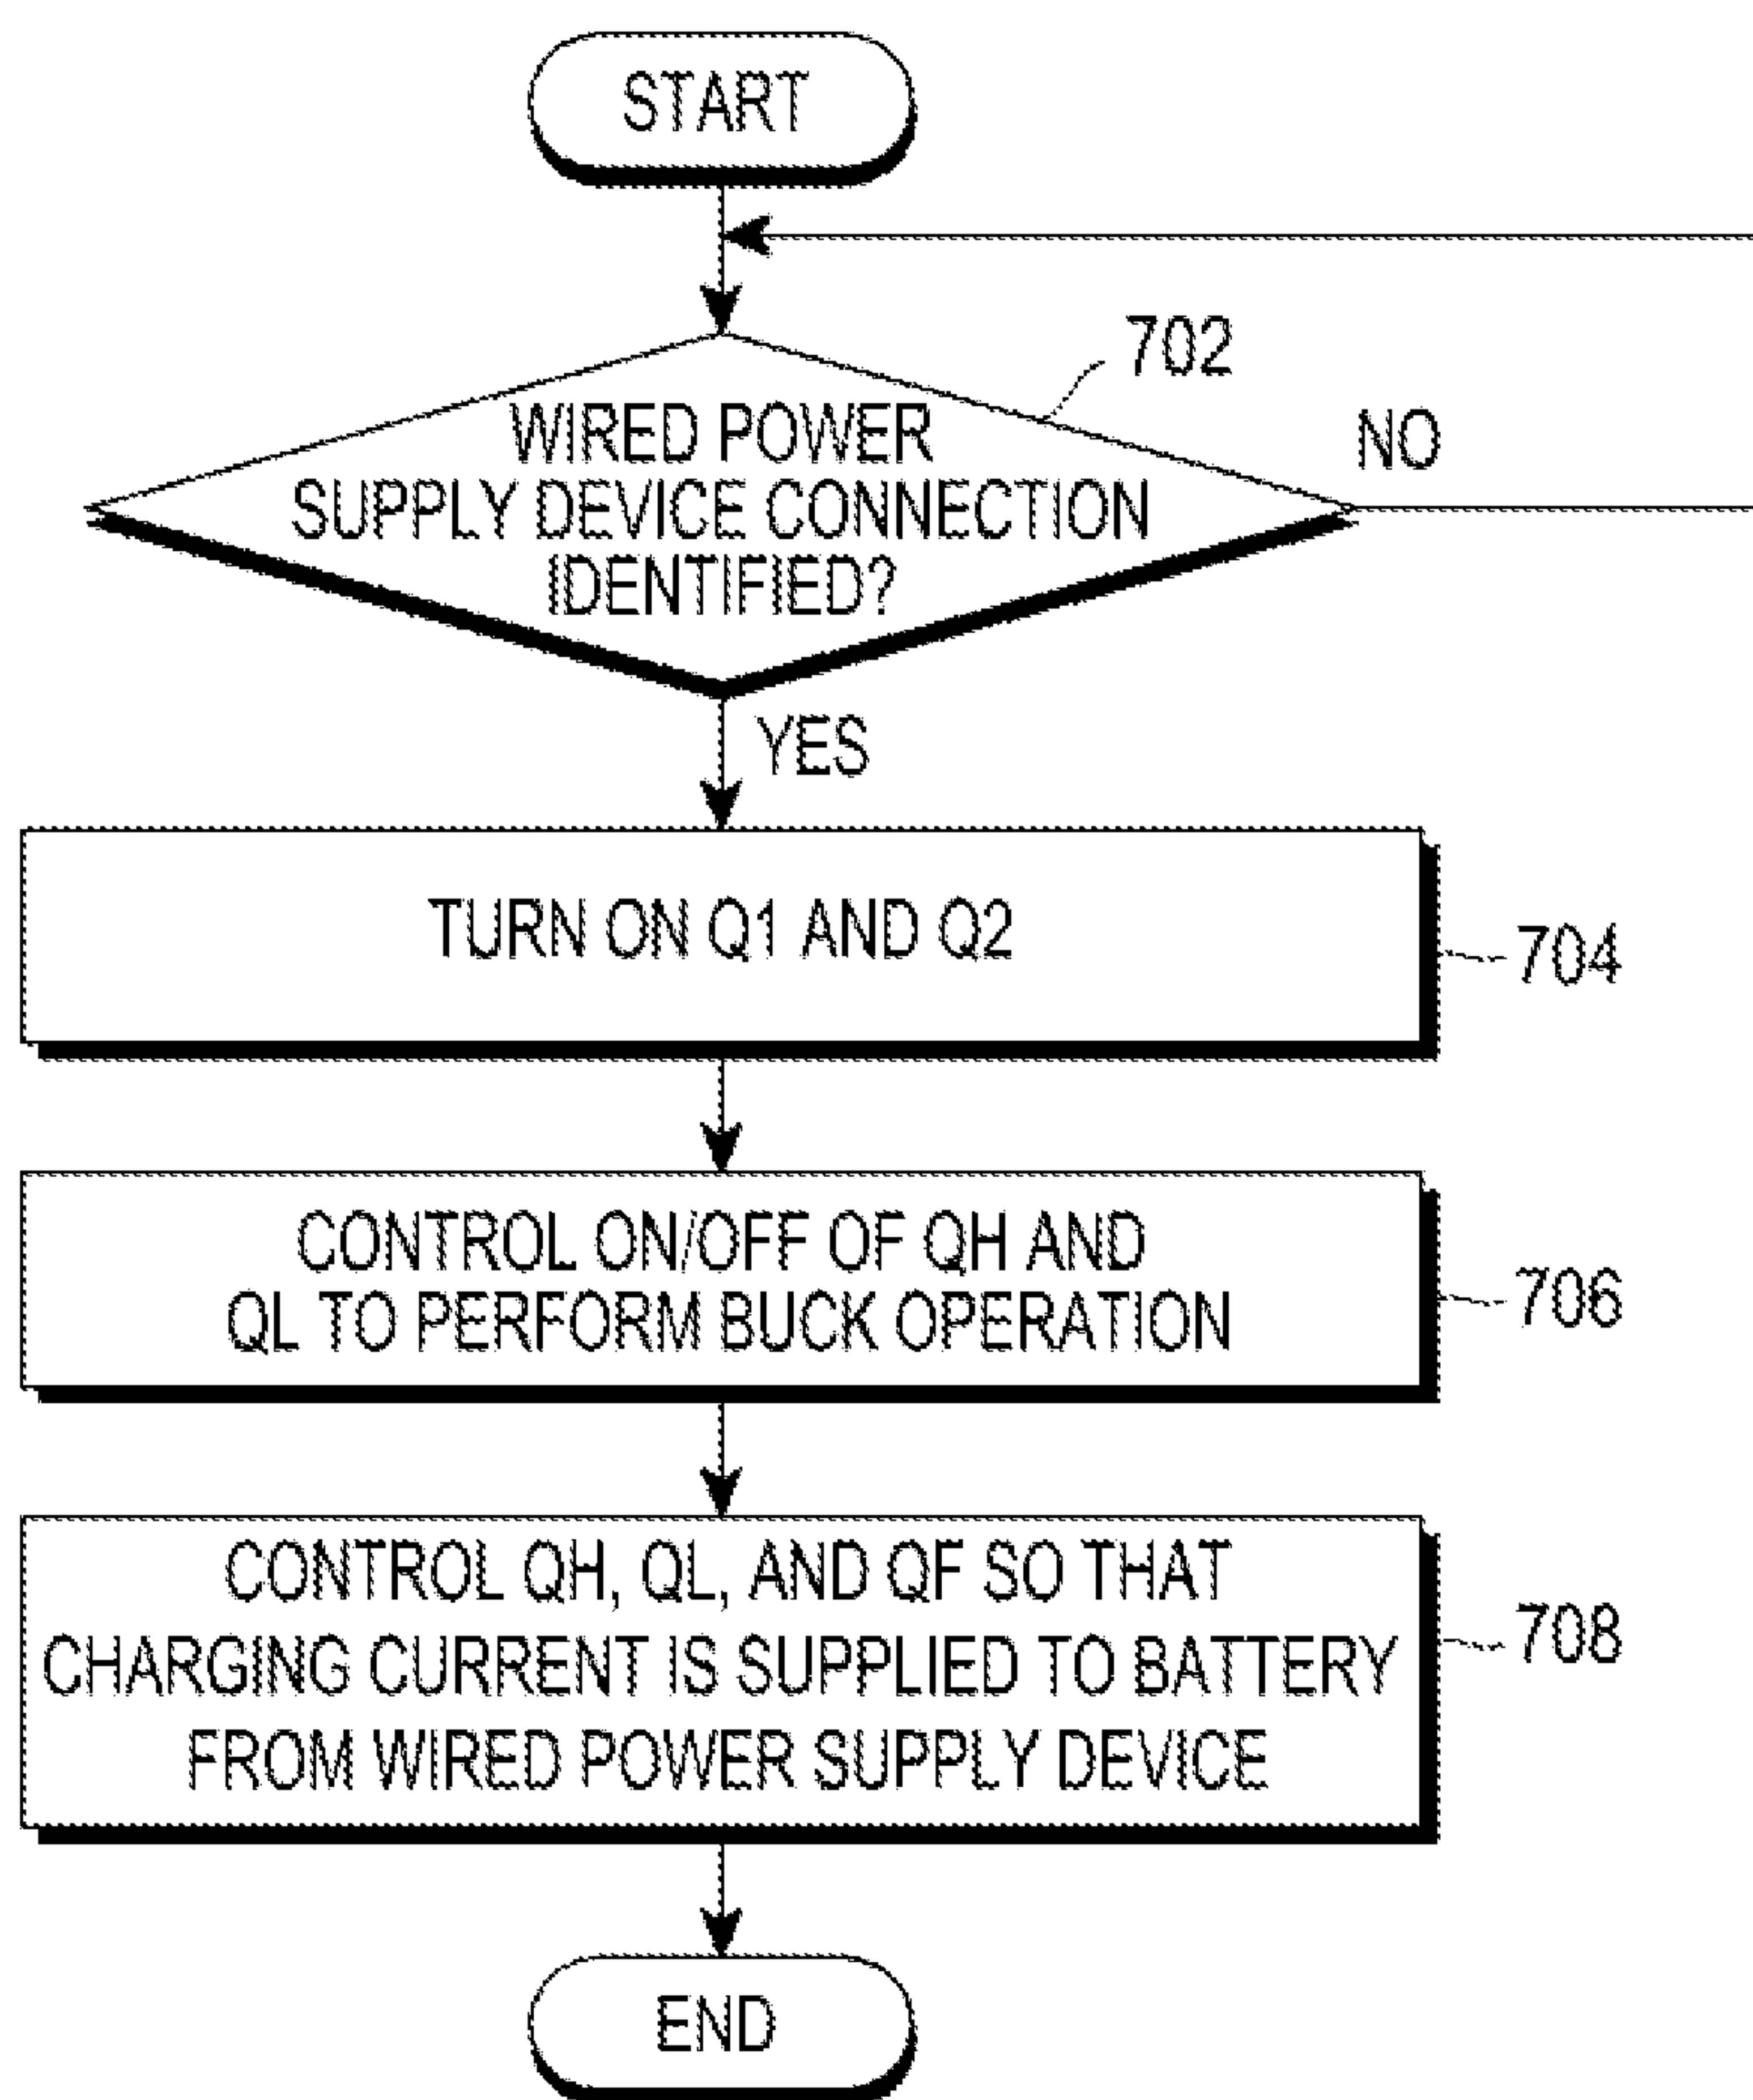 START
702
WIRED POWER
SUPPLY DEVICE CONNECTION
IDENTIFIED?
NO
YES
TURN ON Q1 AND Q2
704
CONTROL ON/OFF OF QH AND
QL TO PERFORM BUCK OPERATION
706
CONTROL QH, QL, AND QF SO THAT
CHARGING CURRENT IS SUPPLIED TO BATTERY
FROM WIRED POWER SUPPLY DEVICE
708
END